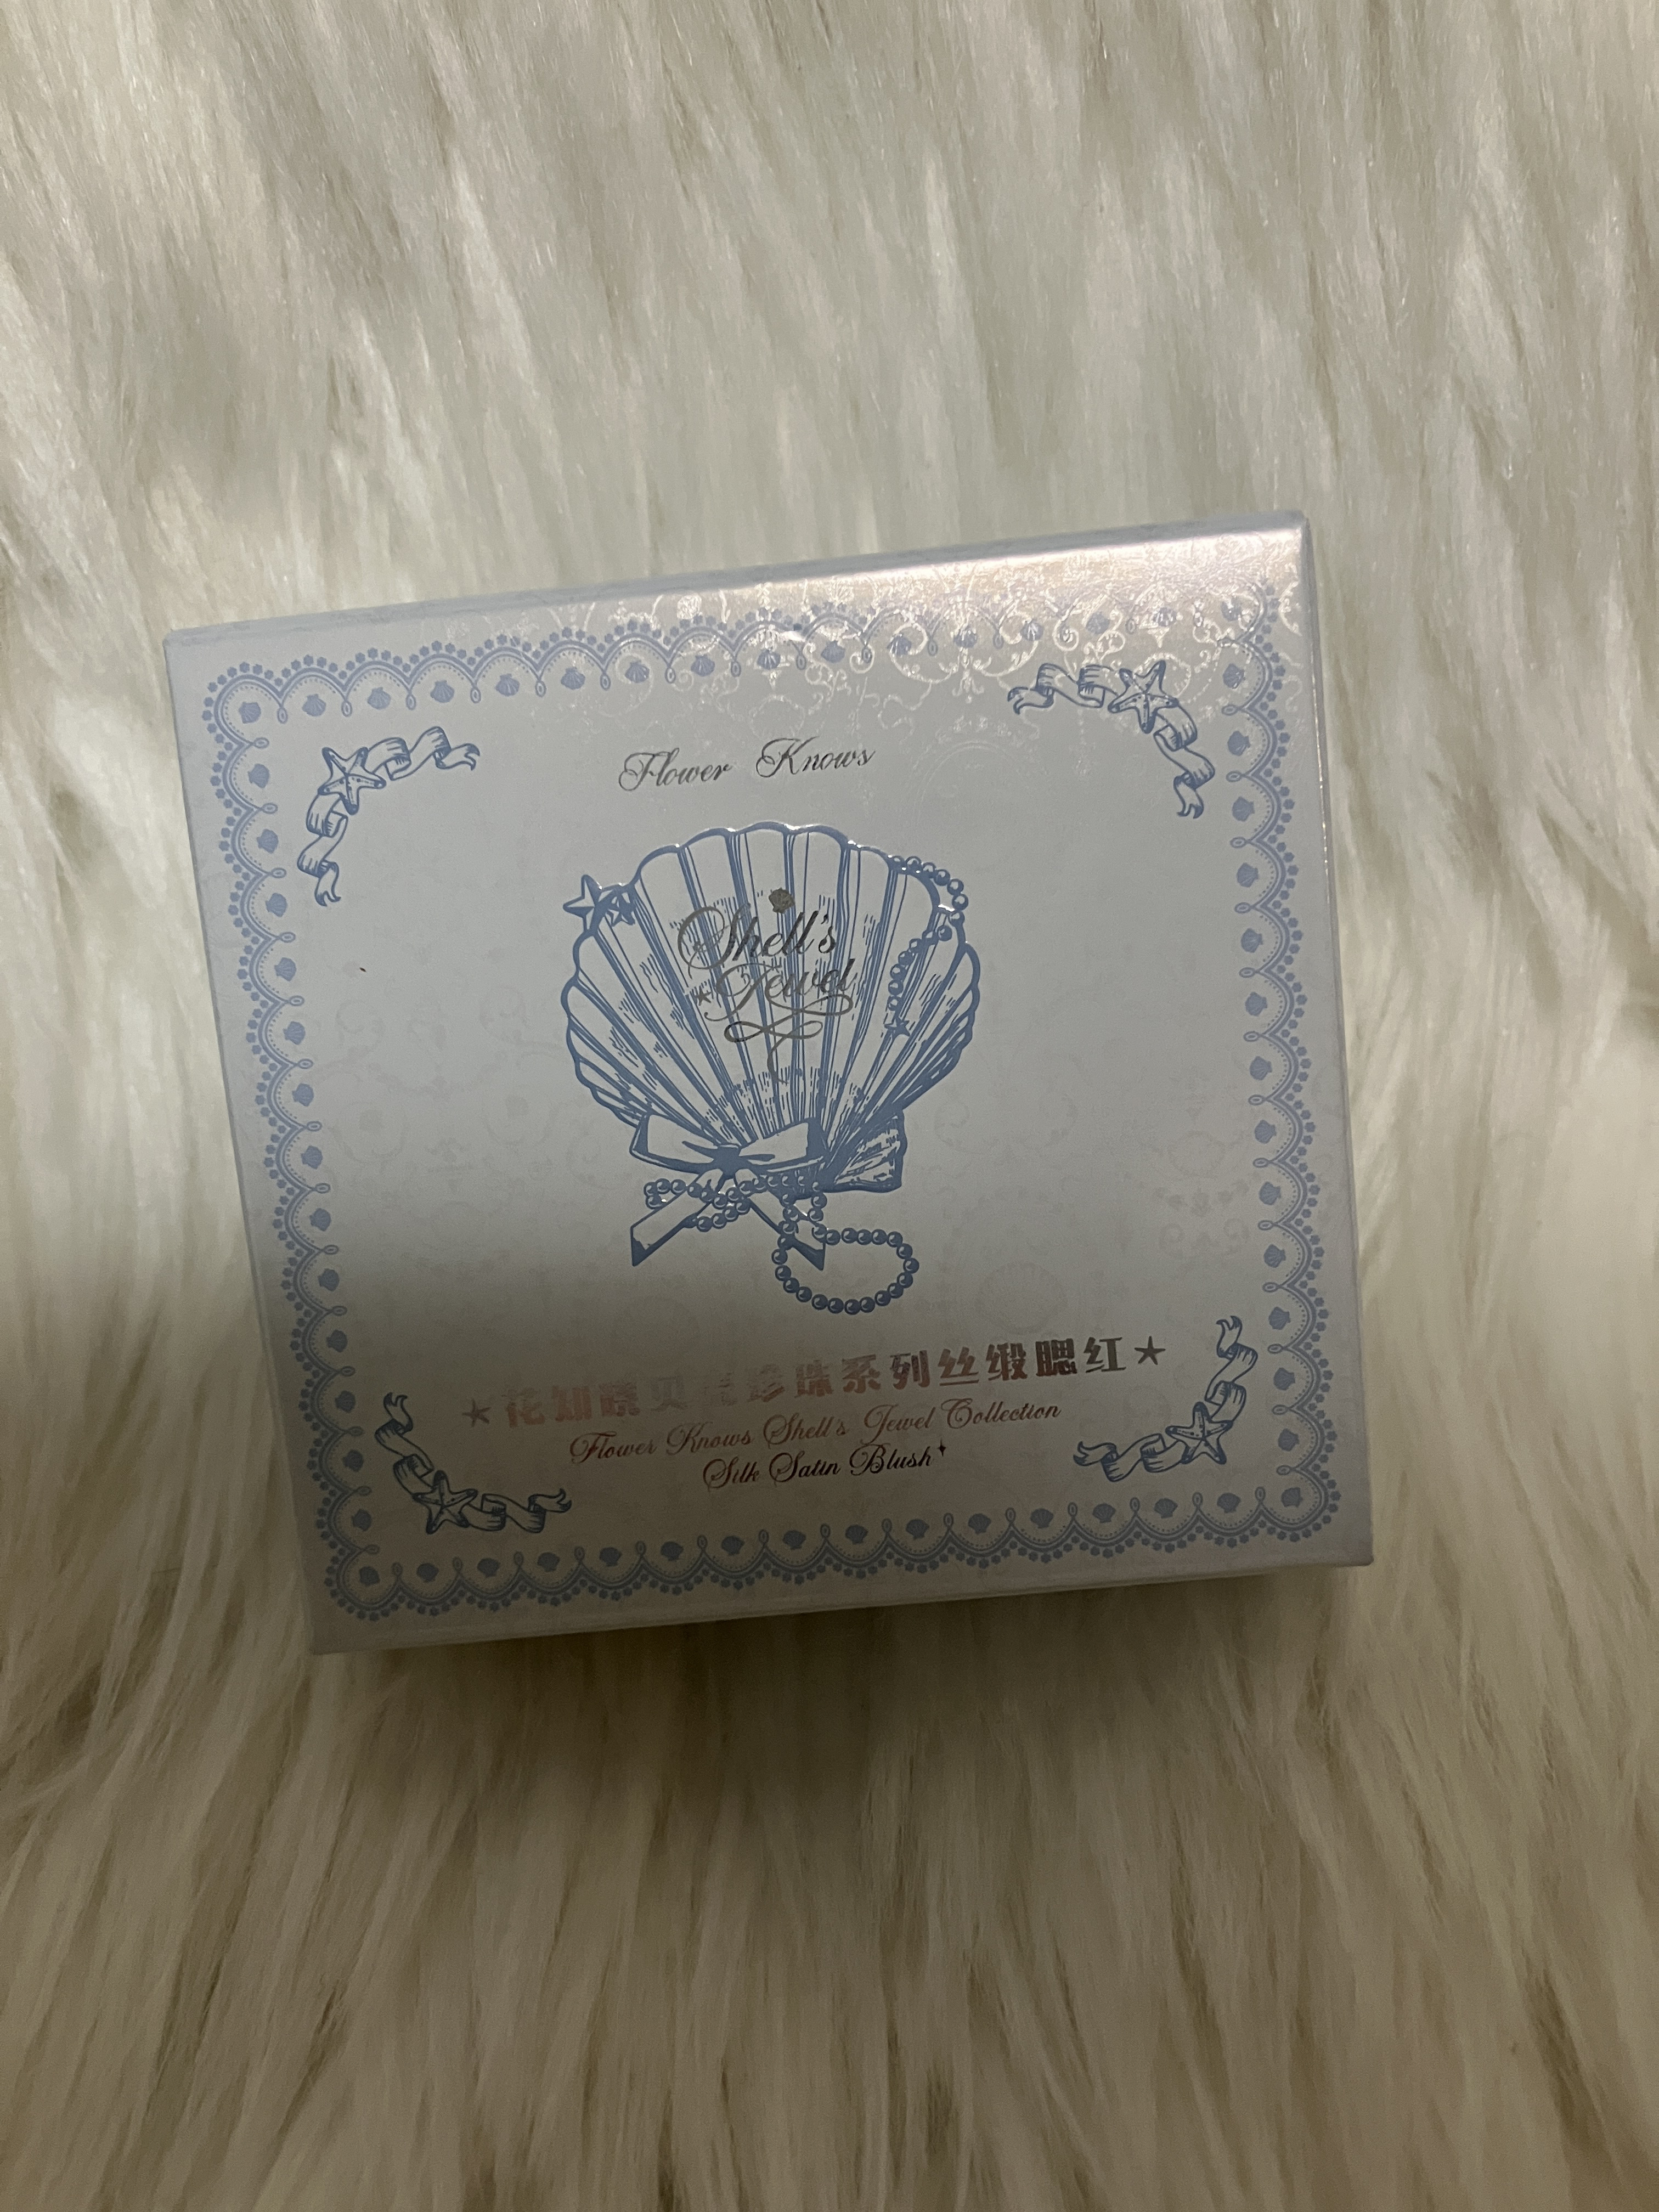 Flower Knows
Shell's
Jewel
★花知晓贝壳珍珠系列丝缎腮红★
Flower Knows Shell's Jewel Collection
Silk Satin Blush